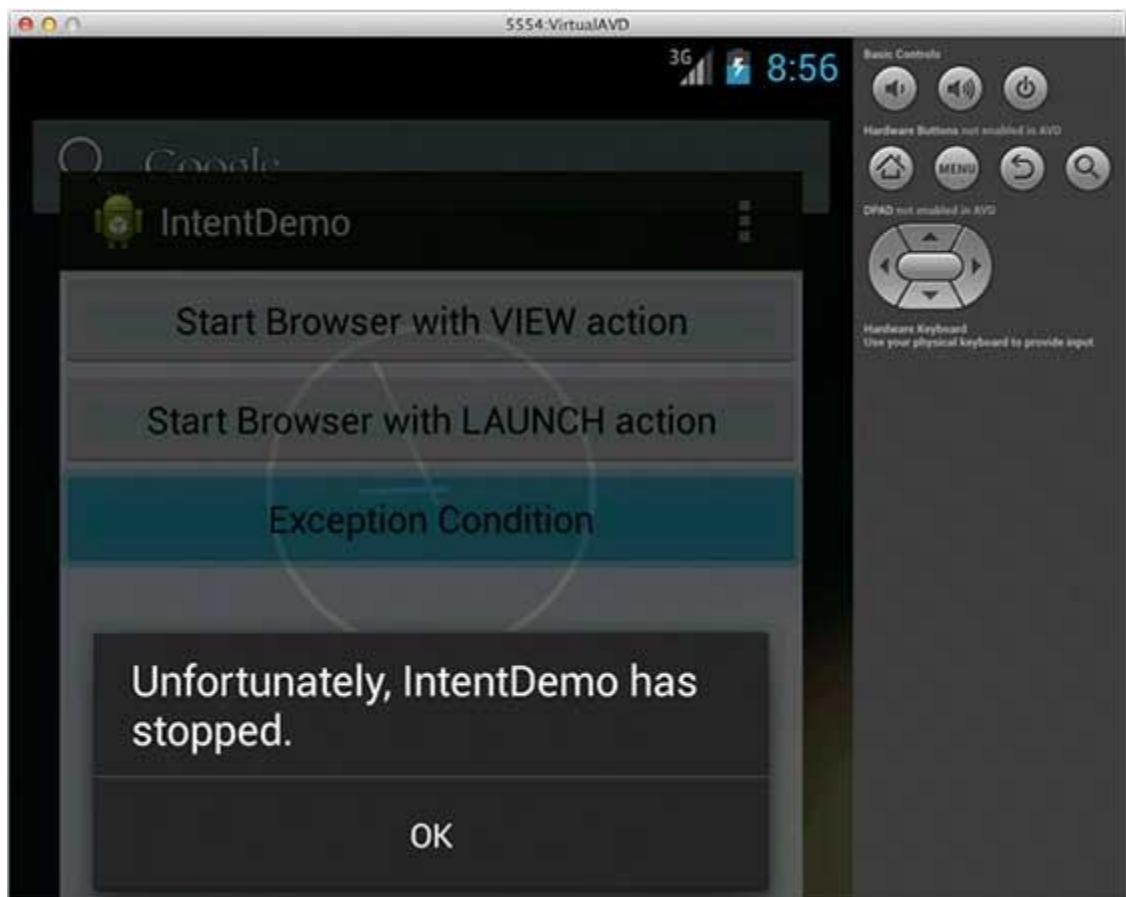 5554:VirtualAVD
3G 8:56
Google
IntentDemo
Start Browser with VIEW action
Start Browser with LAUNCH action
Exception Condition
Unfortunately, IntentDemo has
stopped.
OK
Basic Controls
Hardware Buttons not enabled in AVD
MENU
DPAD not enabled in AVD
Hardware Keyboard
Use your physical keyboard to provide input